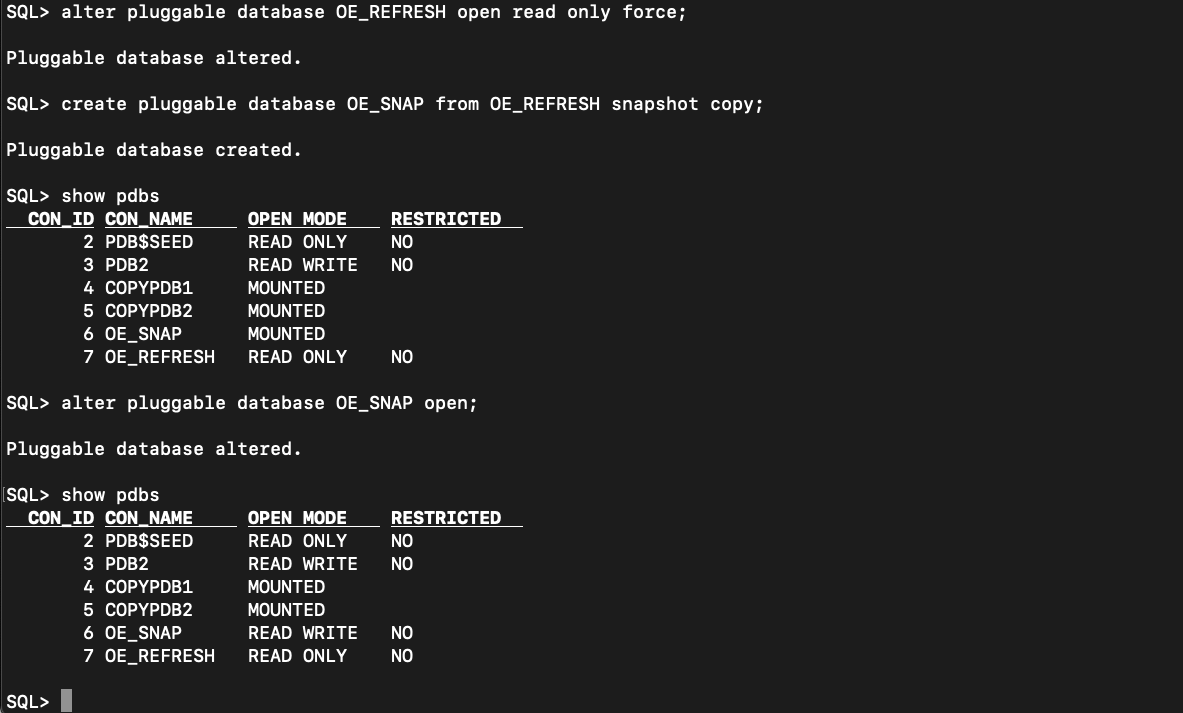 SQL> alter pluggable database OE_REFRESH open read only force;
Pluggable database altered.
SQL> create pluggable database OE_SNAP from OE_REFRESH snapshot copy;
Pluggable database created.
SQL> show pdbs
CON_ID CON_NAME OPEN MODE RESTRICTED
2 PDB$SEED READ ONLY NO
3 PDB2 READ WRITE NO
4 COPYPDB1 MOUNTED
5 COPYPDB2 MOUNTED
6 OE_SNAP MOUNTED
7 OE_REFRESH READ ONLY NO
SQL> alter pluggable database OE_SNAP open;
Pluggable database altered.
SQL> show pdbs
CON_ID CON_NAME OPEN MODE RESTRICTED
2 PDB$SEED READ ONLY NO
3 PDB2 READ WRITE NO
4 COPYPDB1 MOUNTED
5 COPYPDB2 MOUNTED
6 OE_SNAP READ WRITE NO
7 OE_REFRESH READ ONLY NO
SQL>